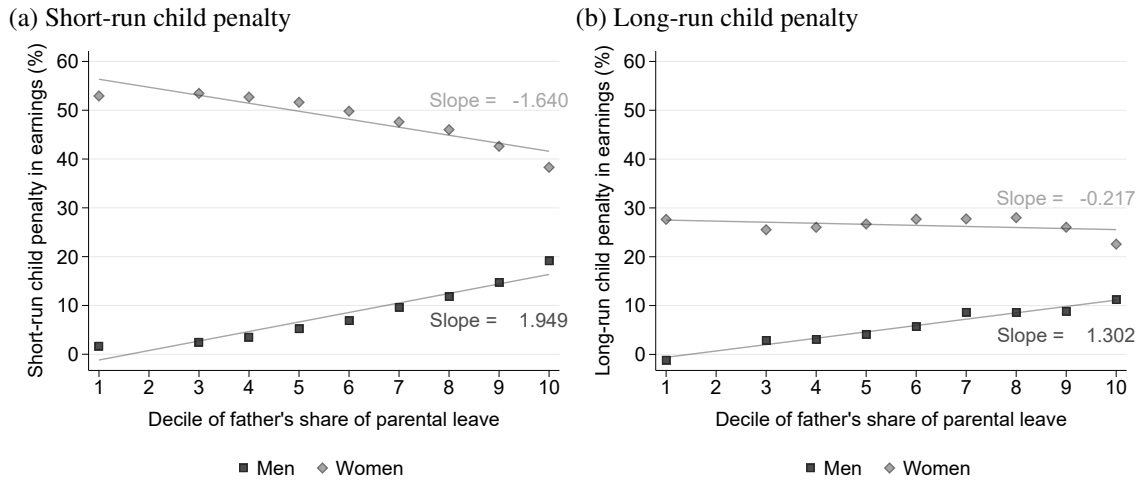 (a) Short-run child penalty
Short-run child penalty in earnings (%)
60
50
40
30
20
10
0
Slope = -1.640
Slope = 1.949
1 2 3 4 5 6 7 8 9 10
Decile of father's share of parental leave
Men Women
(b) Long-run child penalty
Long-run child penalty in earnings (%)
60
50
40
30
20
10
0
Slope = -0.217
Slope = 1.302
1 2 3 4 5 6 7 8 9 10
Decile of father's share of parental leave
Men Women